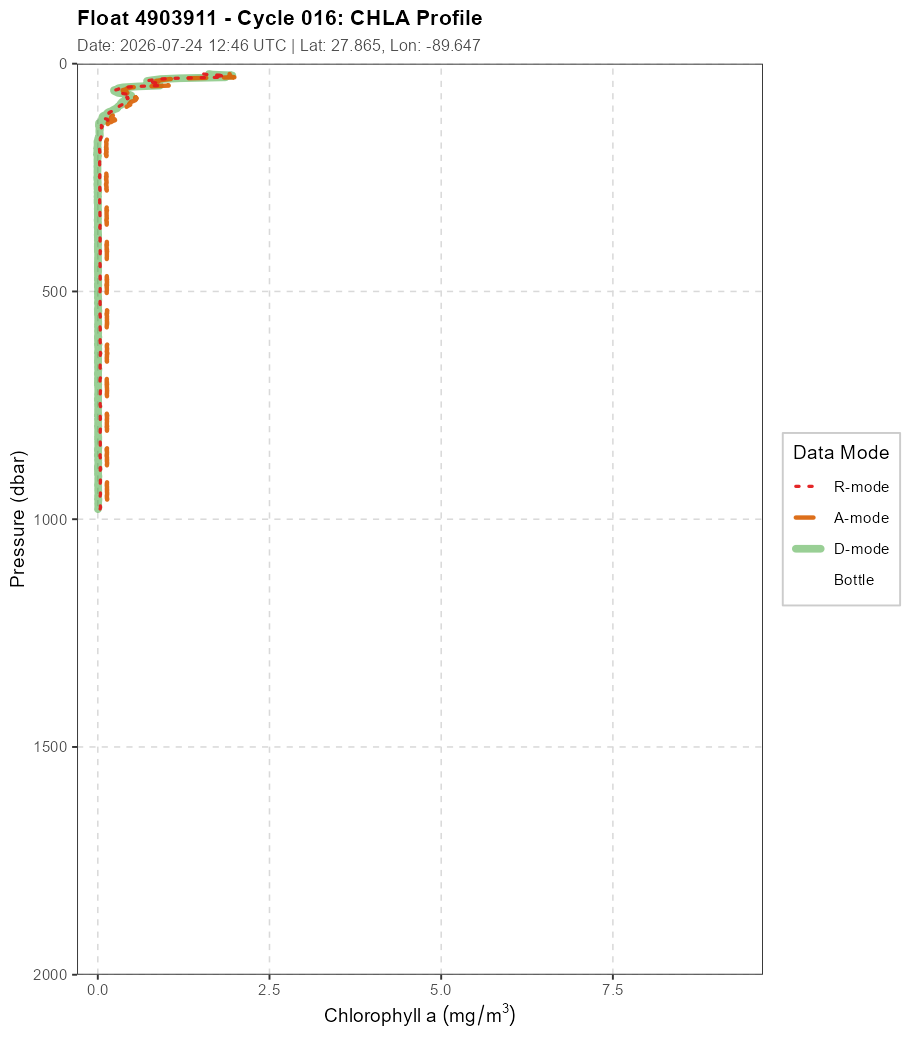 Float 4903911 - Cycle 016: CHLA Profile
Date: 2026-07-24 12:46 UTC | Lat: 27.865, Lon: -89.647
0
500
1000
1500
2000
Pressure (dbar)
0.0
2.5
5.0
7.5
Chlorophyll a (mg/m³)
Data Mode
R-mode
A-mode
D-mode
Bottle